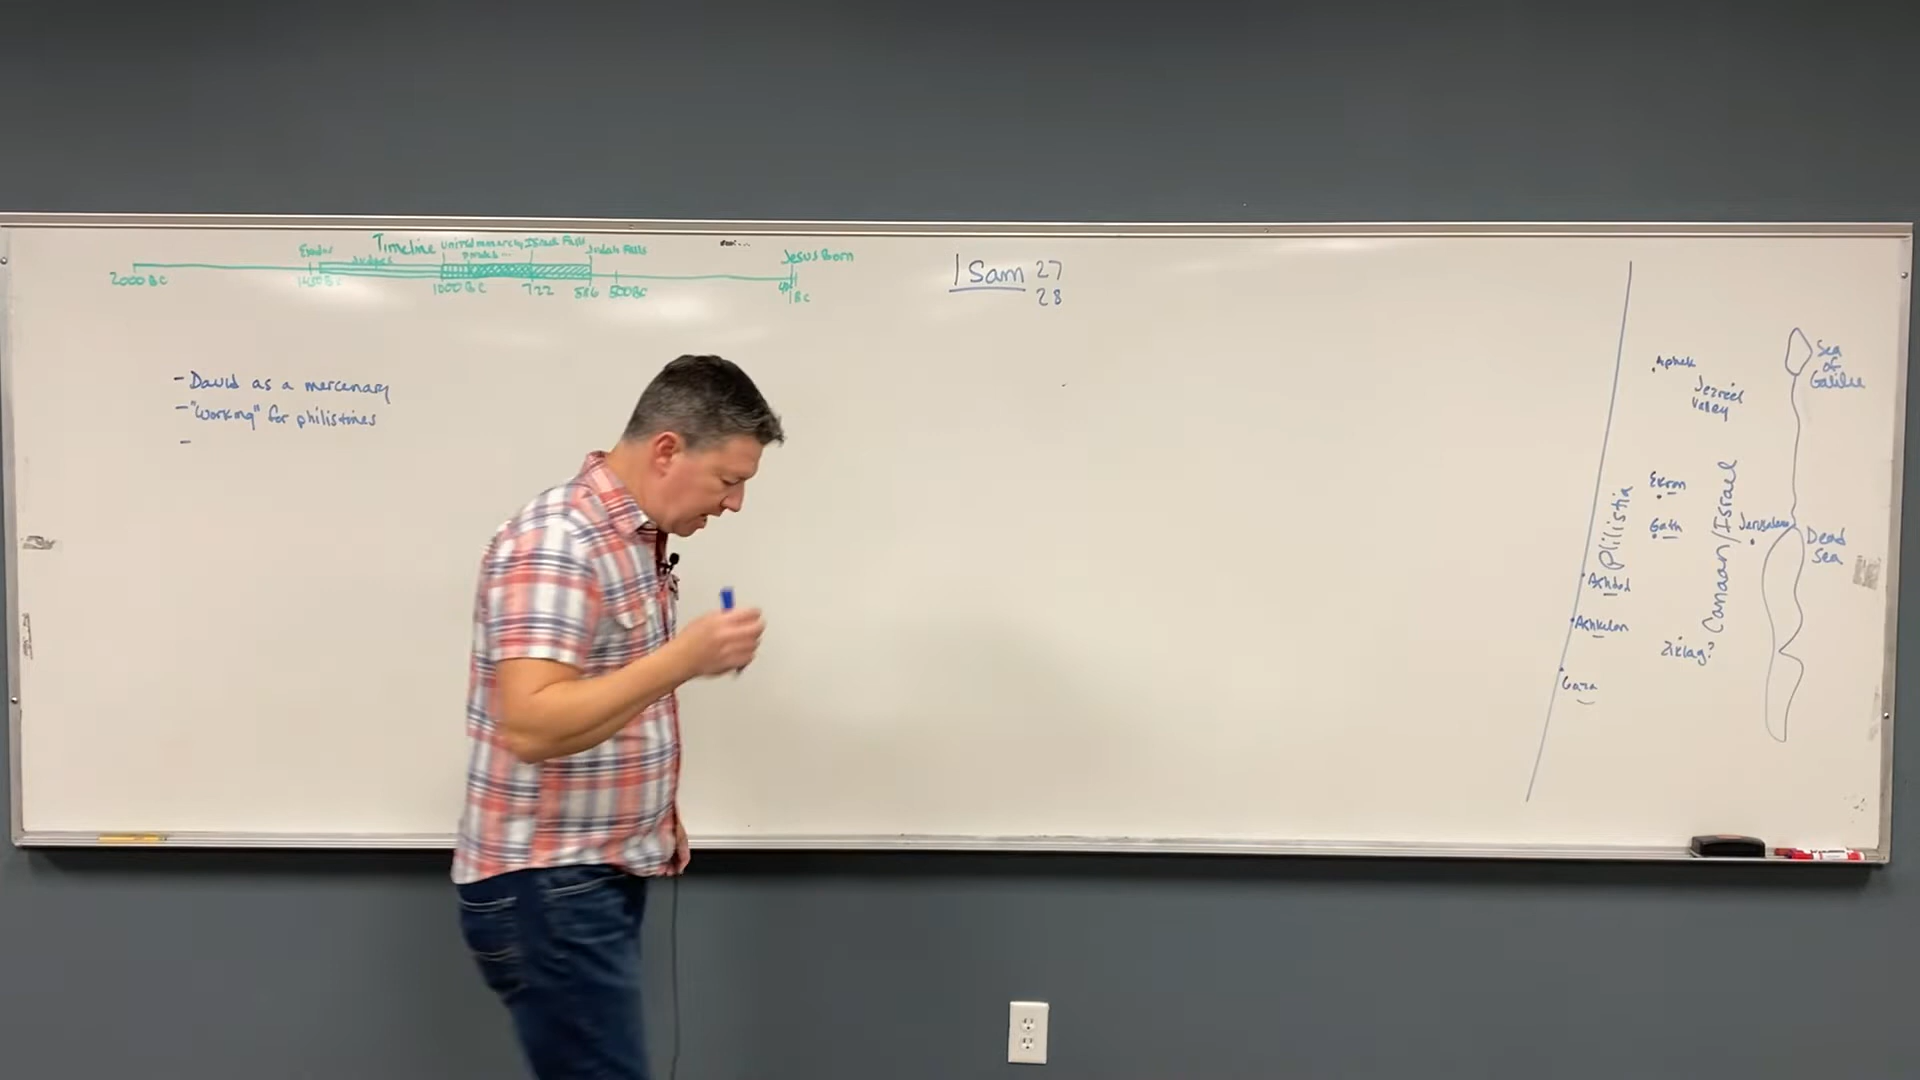 Timeline
Exodus
Judges
United monarchy
Israel Falls
Judah Falls
Jesus Born
2000 BC
1450 BC
1000 BC
722
586
500 BC
1 BC
1 Sam 27
28
- David as a mercenary
- "working" for philistines
-
Aphek
Jezreel
Valley
Sea
of
Galilee
Ekron
Gath
Philistia
Canaan/Israel
Jerusalem
Dead
Sea
Ashdod
Ashkelon
Ziklag?
Gaza